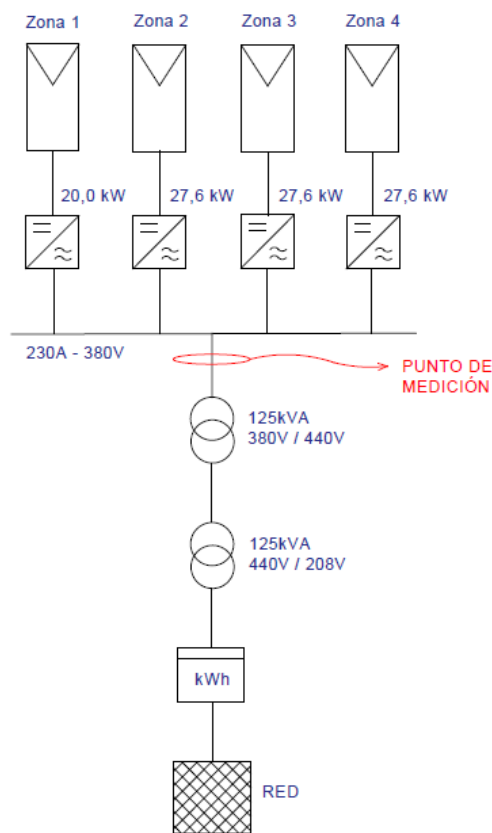 Zona 1
Zona 2
Zona 3
Zona 4
20,0 kW
27,6 kW
27,6 kW
27,6 kW
230A - 380V
PUNTO DE
MEDICIÓN
125kVA
380V / 440V
125kVA
440V / 208V
kWh
RED